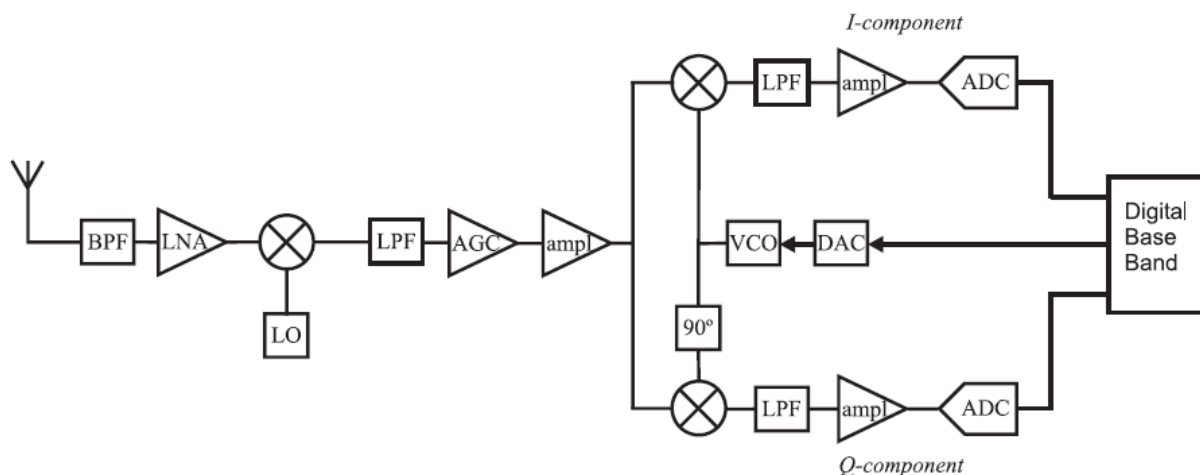 I-component
LPF
ampl
ADC
BPF
LNA
LPF
AGC
ampl
VCO
DAC
Digital
Base
Band
LO
90º
LPF
ampl
ADC
Q-component